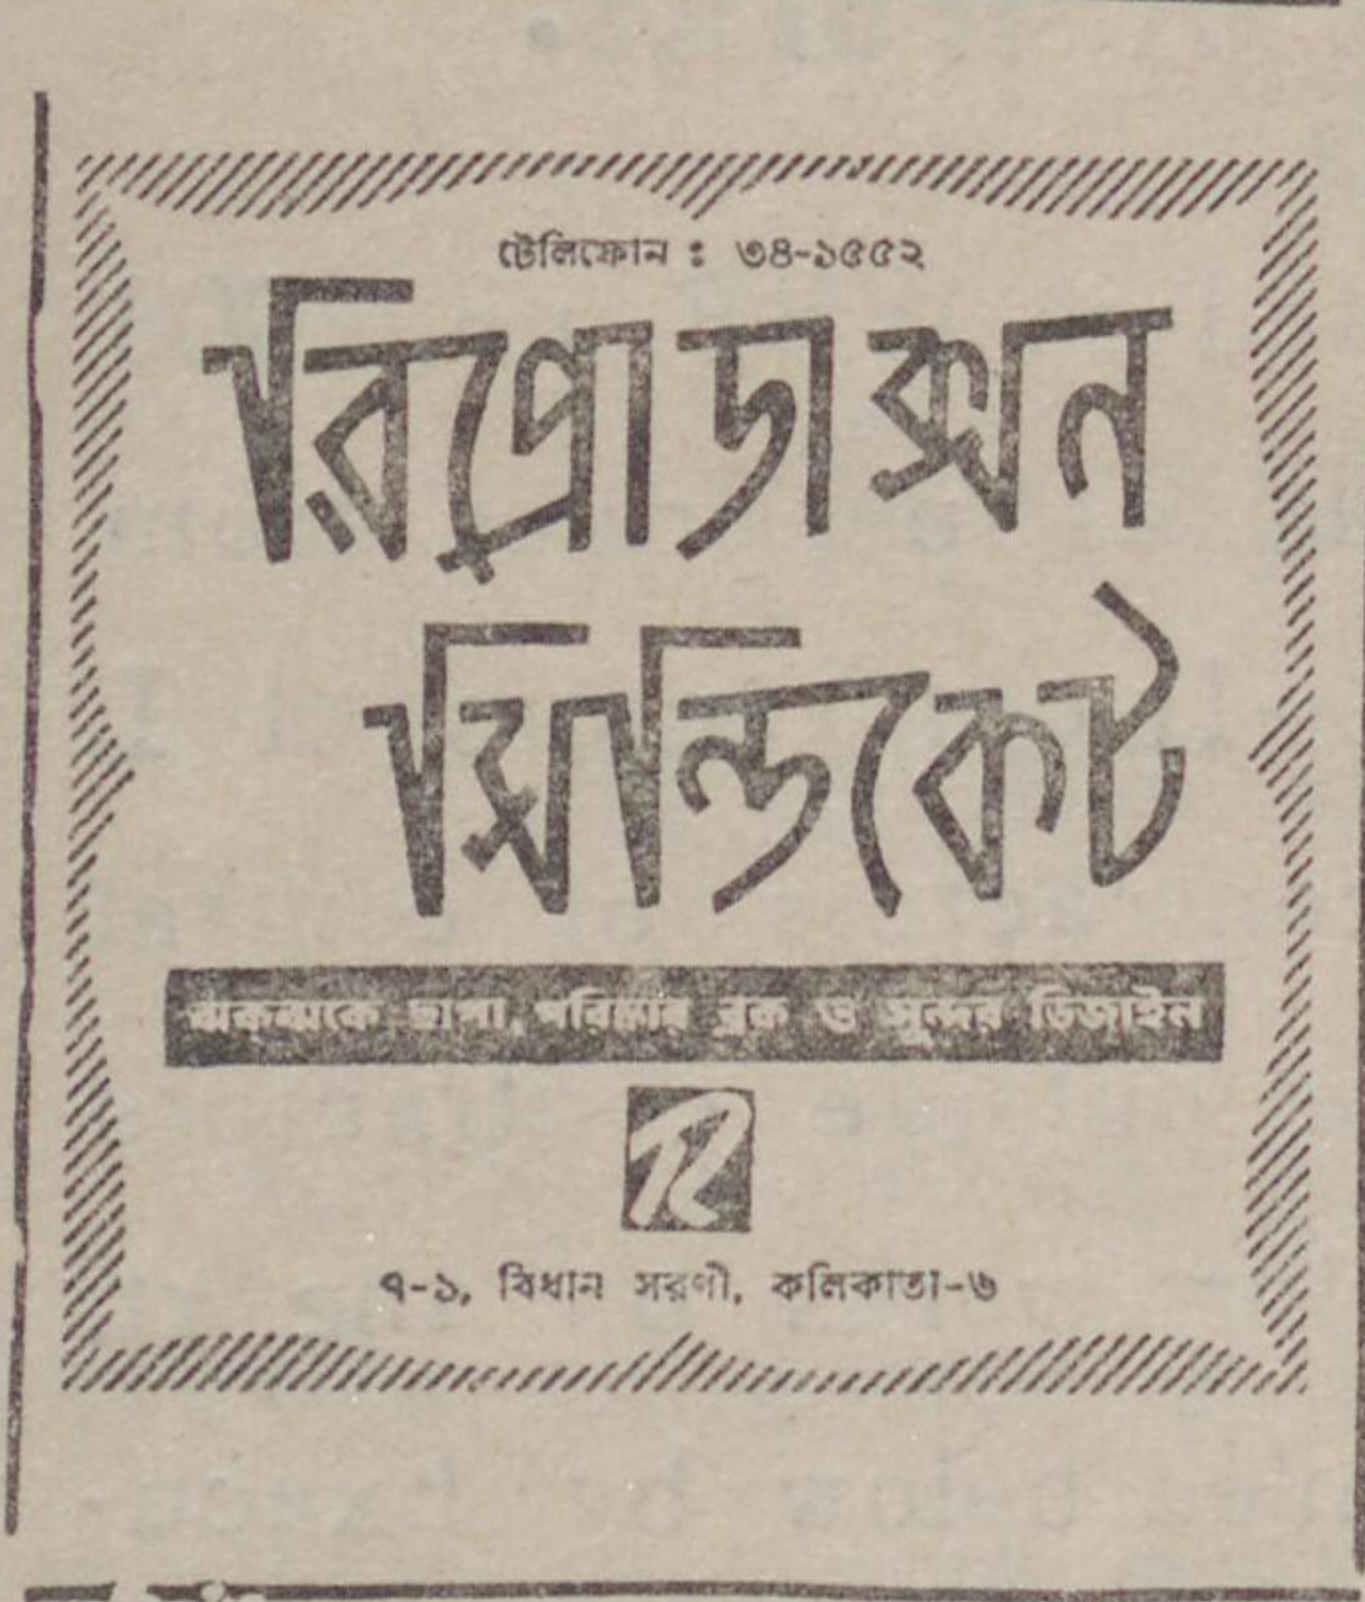 টেলিফোন : ৩৪-১৫৫২
রিপ্রোডাক্সন
সিন্ডিকেট
ঝকঝকে ছাপা, পরিষ্কার ব্লক ও সুন্দর ডিজাইন
R
৭-১, বিধান সরণী, কলিকাতা-৬